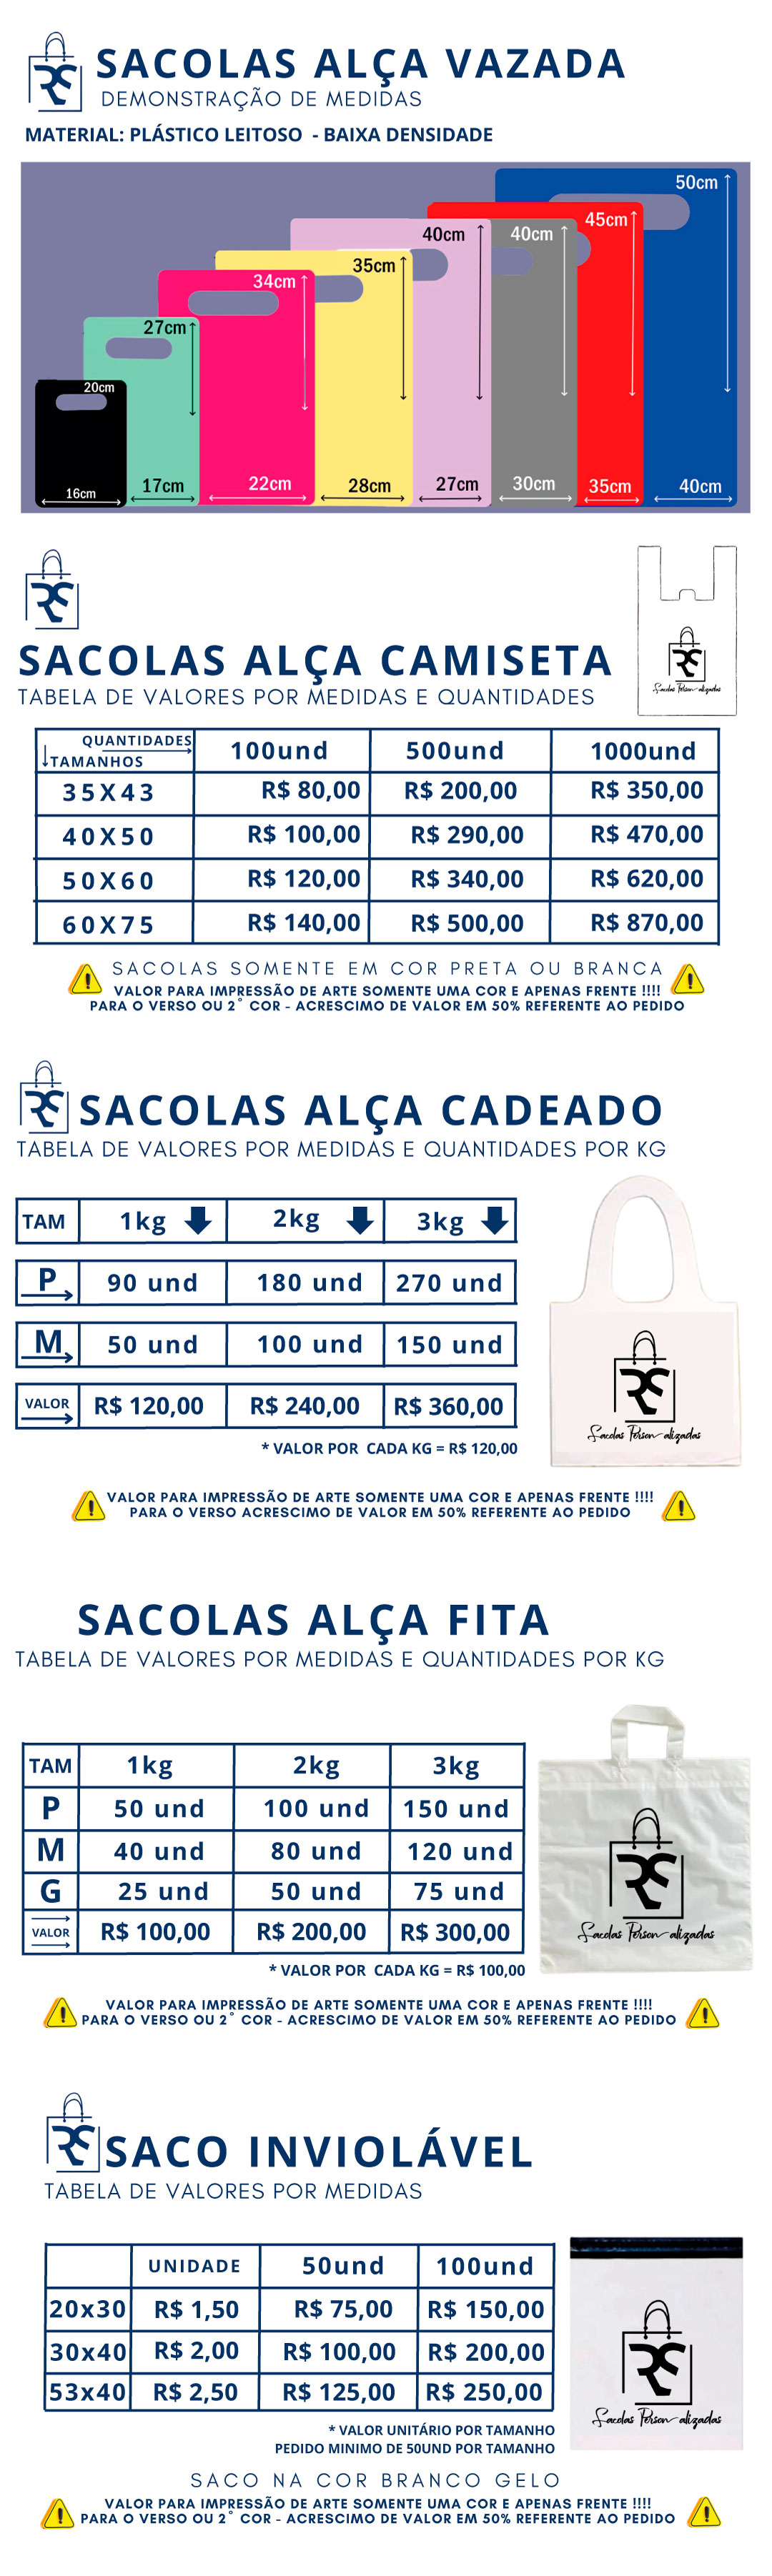 SACOLAS ALÇA VAZADA
DEMONSTRAÇÃO DE MEDIDAS
MATERIAL: PLÁSTICO LEITOSO - BAIXA DENSIDADE
50cm
45cm
40cm 40cm
35cm
34cm
27cm
20cm
16cm 17cm 22cm 28cm 27cm 30cm 35cm 40cm
SACOLAS ALÇA CAMISETA
TABELA DE VALORES POR MEDIDAS E QUANTIDADES
Sacolas Personalizadas
QUANTIDADES
TAMANHOS 100und 500und 1000und
35X43 R$ 80,00 R$ 200,00 R$ 350,00
40X50 R$ 100,00 R$ 290,00 R$ 470,00
50X60 R$ 120,00 R$ 340,00 R$ 620,00
60X75 R$ 140,00 R$ 500,00 R$ 870,00
SACOLAS SOMENTE EM COR PRETA OU BRANCA
VALOR PARA IMPRESSÃO DE ARTE SOMENTE UMA COR E APENAS FRENTE !!!!
PARA O VERSO OU 2° COR - ACRESCIMO DE VALOR EM 50% REFERENTE AO PEDIDO
SACOLAS ALÇA CADEADO
TABELA DE VALORES POR MEDIDAS E QUANTIDADES POR KG
TAM 1kg 2kg 3kg
P 90 und 180 und 270 und
M 50 und 100 und 150 und
VALOR R$ 120,00 R$ 240,00 R$ 360,00
* VALOR POR CADA KG = R$ 120,00
Sacolas Personalizadas
VALOR PARA IMPRESSÃO DE ARTE SOMENTE UMA COR E APENAS FRENTE !!!!
PARA O VERSO ACRESCIMO DE VALOR EM 50% REFERENTE AO PEDIDO
SACOLAS ALÇA FITA
TABELA DE VALORES POR MEDIDAS E QUANTIDADES POR KG
TAM 1kg 2kg 3kg
P 50 und 100 und 150 und
M 40 und 80 und 120 und
G 25 und 50 und 75 und
VALOR R$ 100,00 R$ 200,00 R$ 300,00
* VALOR POR CADA KG = R$ 100,00
Sacolas Personalizadas
VALOR PARA IMPRESSÃO DE ARTE SOMENTE UMA COR E APENAS FRENTE !!!!
PARA O VERSO OU 2° COR - ACRESCIMO DE VALOR EM 50% REFERENTE AO PEDIDO
SACO INVIOLÁVEL
TABELA DE VALORES POR MEDIDAS
UNIDADE 50und 100und
20x30 R$ 1,50 R$ 75,00 R$ 150,00
30x40 R$ 2,00 R$ 100,00 R$ 200,00
53x40 R$ 2,50 R$ 125,00 R$ 250,00
Sacolas Personalizadas
* VALOR UNITÁRIO POR TAMANHO
PEDIDO MINIMO DE 50UND POR TAMANHO
SACO NA COR BRANCO GELO
VALOR PARA IMPRESSÃO DE ARTE SOMENTE UMA COR E APENAS FRENTE !!!!
PARA O VERSO OU 2° COR - ACRESCIMO DE VALOR EM 50% REFERENTE AO PEDIDO